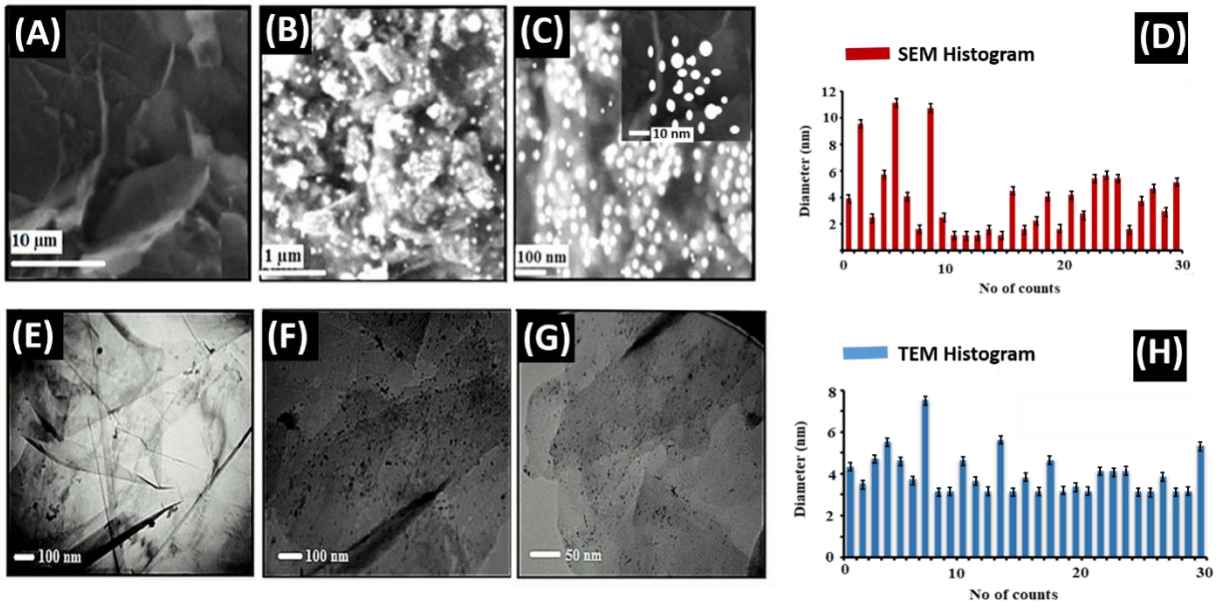 (A)
10 µm
(B)
1 µm
(C)
10 nm
100 nm
(D)
SEM Histogram
Diameter (nm)
12
10
8
6
4
2
0
10
20
30
No of counts
(E)
100 nm
(F)
100 nm
(G)
50 nm
(H)
TEM Histogram
Diameter (nm)
8
6
4
2
0
0
10
20
30
No of counts